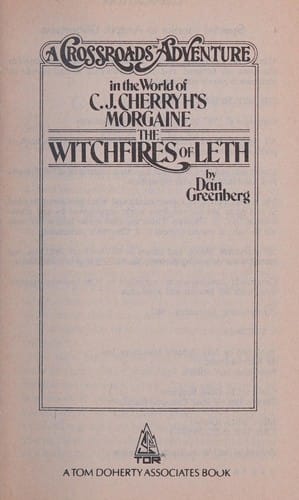 A CROSSROADS ADVENTURE
in the World of
C.J. CHERRYH'S
MORGAINE
THE
WITCHFIRES OF LETH
by
Dan
Greenberg
TOR
A TOM DOHERTY ASSOCIATES BOOK